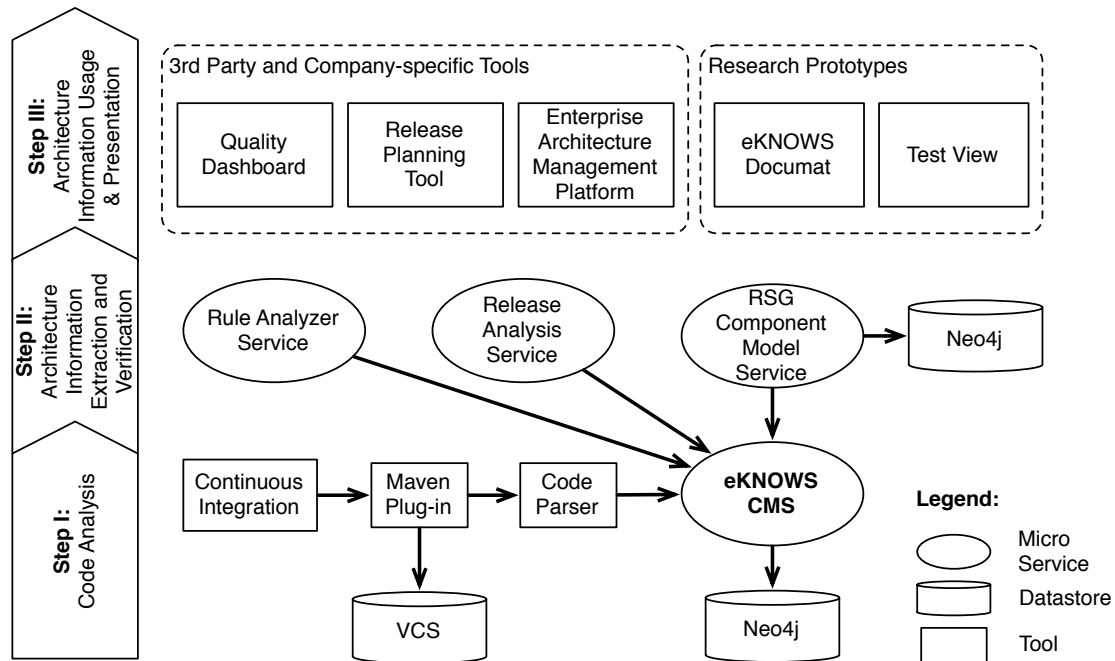 Step III:
Architecture
Information Usage
& Presentation
3rd Party and Company-specific Tools
Quality
Dashboard
Release
Planning
Tool
Enterprise
Architecture
Management
Platform
Research Prototypes
eKNOWS
Documat
Test View
Step II:
Architecture
Information
Extraction and
Verification
Rule Analyzer
Service
Release
Analysis
Service
RSG
Component
Model
Service
Neo4j
Step I:
Code Analysis
Continuous
Integration
Maven
Plug-in
Code
Parser
eKNOWS
CMS
VCS
Neo4j
Legend:
Micro
Service
Datastore
Tool